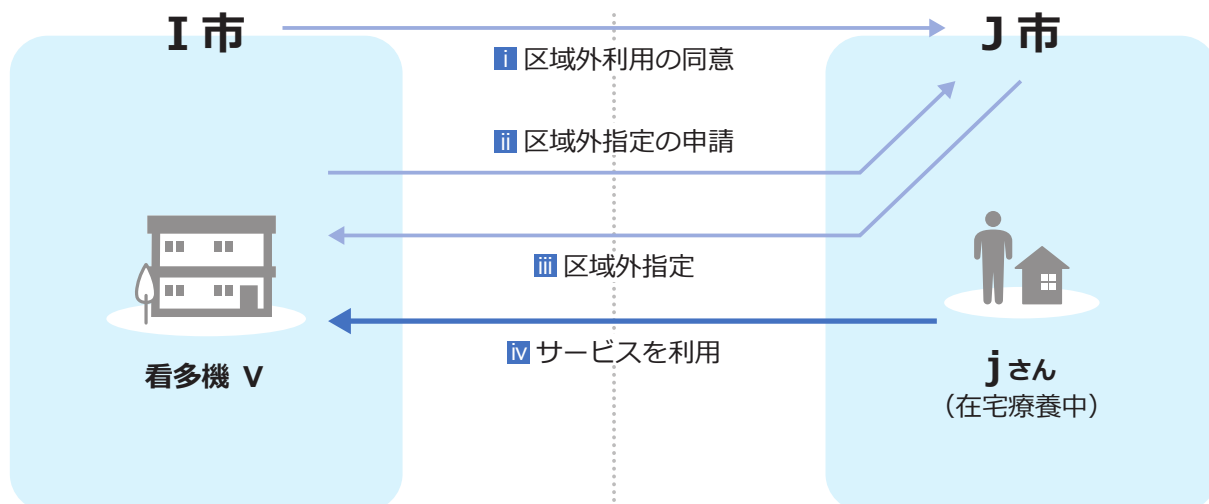 I 市
J 市
ⅰ 区域外利用の同意
ⅱ 区域外指定の申請
ⅲ 区域外指定
ⅳ サービスを利用
看多機 V
jさん
（在宅療養中）